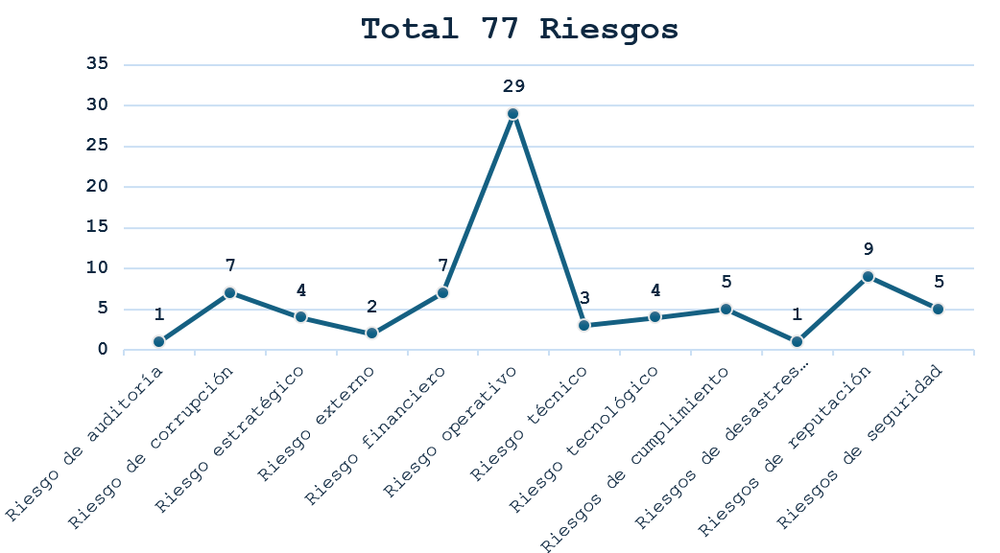 Total 77 Riesgos
35
30
25
20
15
10
5
0
1
7
4
2
7
29
3
4
5
1
9
5
Riesgo de auditoría
Riesgo de corrupción
Riesgo estratégico
Riesgo externo
Riesgo financiero
Riesgo operativo
Riesgo técnico
Riesgo tecnológico
Riesgos de cumplimiento
Riesgos de desastres…
Riesgos de reputación
Riesgos de seguridad